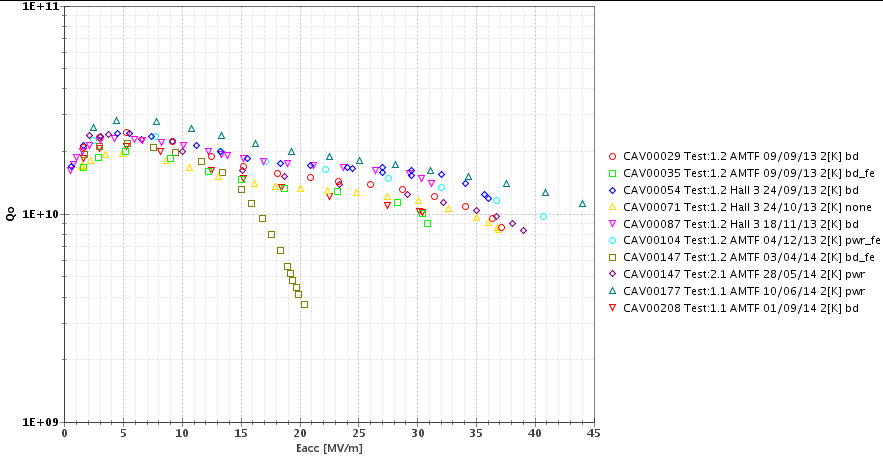 1E+11
Qo
1E+10
1E+09
0 5 10 15 20 25 30 35 40 45
Eacc [MV/m]
CAV00029 Test:1.2 AMTF 09/09/13 2[K] bd
CAV00035 Test:1.2 AMTF 09/09/13 2[K] bd_fe
CAV00054 Test:1.2 Hall 3 24/09/13 2[K] bd
CAV00071 Test:1.2 Hall 3 24/10/13 2[K] none
CAV00087 Test:1.2 Hall 3 18/11/13 2[K] bd
CAV00104 Test:1.2 AMTF 04/12/13 2[K] pwr_fe
CAV00147 Test:1.2 AMTF 03/04/14 2[K] bd_fe
CAV00147 Test:2.1 AMTF 28/05/14 2[K] pwr
CAV00177 Test:1.1 AMTF 10/06/14 2[K] pwr
CAV00208 Test:1.1 AMTF 01/09/14 2[K] bd